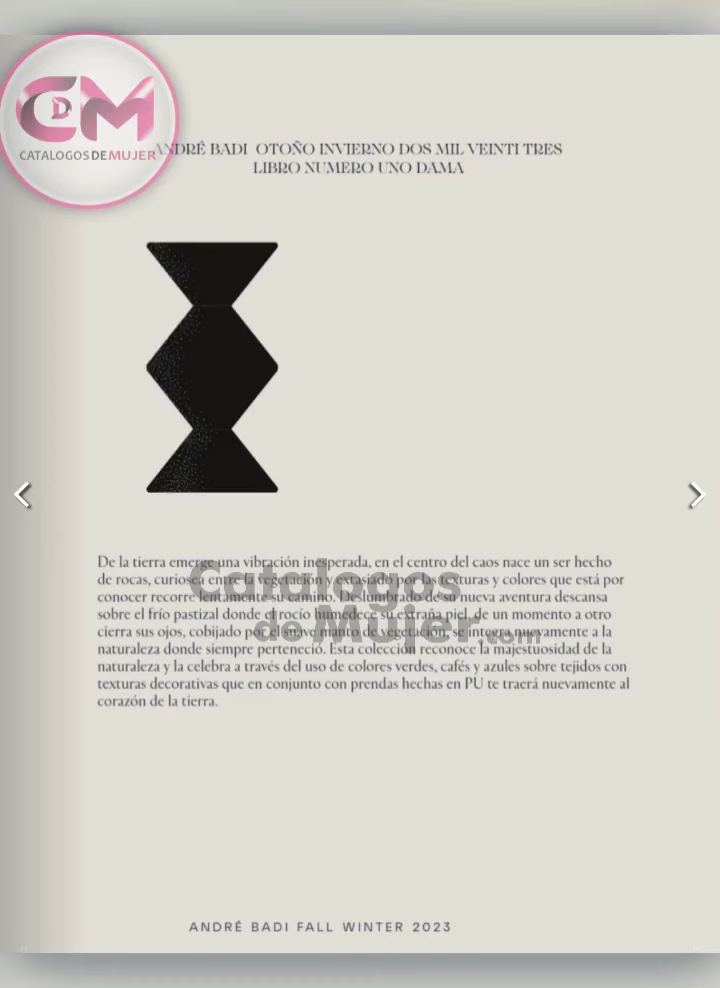 CDM
CATALOGOSDEMUJER
ANDRÉ BADI OTOÑO INVIERNO DOS MIL VEINTI TRES
LIBRO NUMERO UNO DAMA
De la tierra emerge una vibración inesperada, en el centro del caos nace un ser hecho
de rocas, curiosea entre la vegetación y extasiado por las texturas y colores que está por
conocer recorre lentamente su camino. Deslumbrado de su nueva aventura descansa
sobre el frío pastizal donde el rocío humedece su extraña piel, de un momento a otro
cierra sus ojos, cobijado por el suave manto de vegetación, se integra nuevamente a la
naturaleza donde siempre perteneció. Esta colección reconoce la majestuosidad de la
naturaleza y la celebra a través del uso de colores verdes, cafés y azules sobre tejidos con
texturas decorativas que en conjunto con prendas hechas en PU te traerá nuevamente al
corazón de la tierra.
Catalogos
de Mujer.com
ANDRÉ BADI FALL WINTER 2023